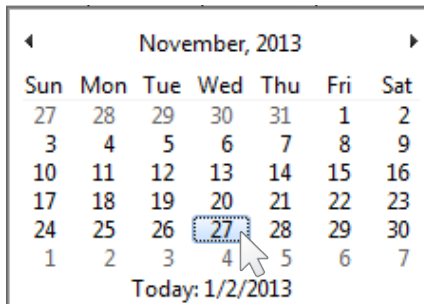 November, 2013
Sun Mon Tue Wed Thu Fri Sat
27 28 29 30 31 1 2
3 4 5 6 7 8 9
10 11 12 13 14 15 16
17 18 19 20 21 22 23
24 25 26 27 28 29 30
1 2 3 4 5 6 7
Today: 1/2/2013